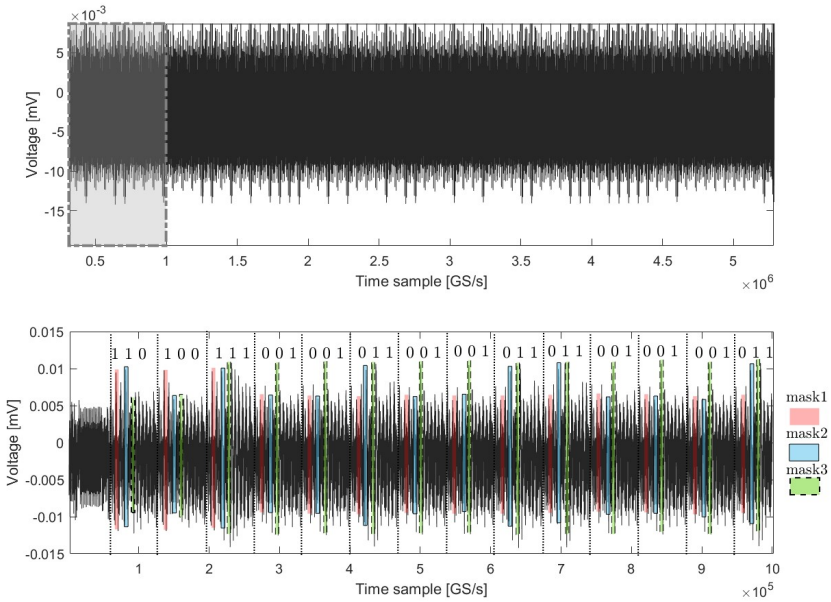 ×10⁻³
5
0
-5
-10
-15
Voltage [mV]
0.5 1 1.5 2 2.5 3 3.5 4 4.5 5
Time sample [GS/s]
×10⁶
0.015
0.01
0.005
0
-0.005
-0.01
-0.015
Voltage [mV]
1 1 0 1 0 0 1 1 1 0 0 1 0 0 1 0 1 1 0 0 1 0 0 1 0 1 1 0 1 1 0 0 1 0 0 1 0 0 1 0 1 1
mask1
mask2
mask3
1 2 3 4 5 6 7 8 9 10
Time sample [GS/s]
×10⁵